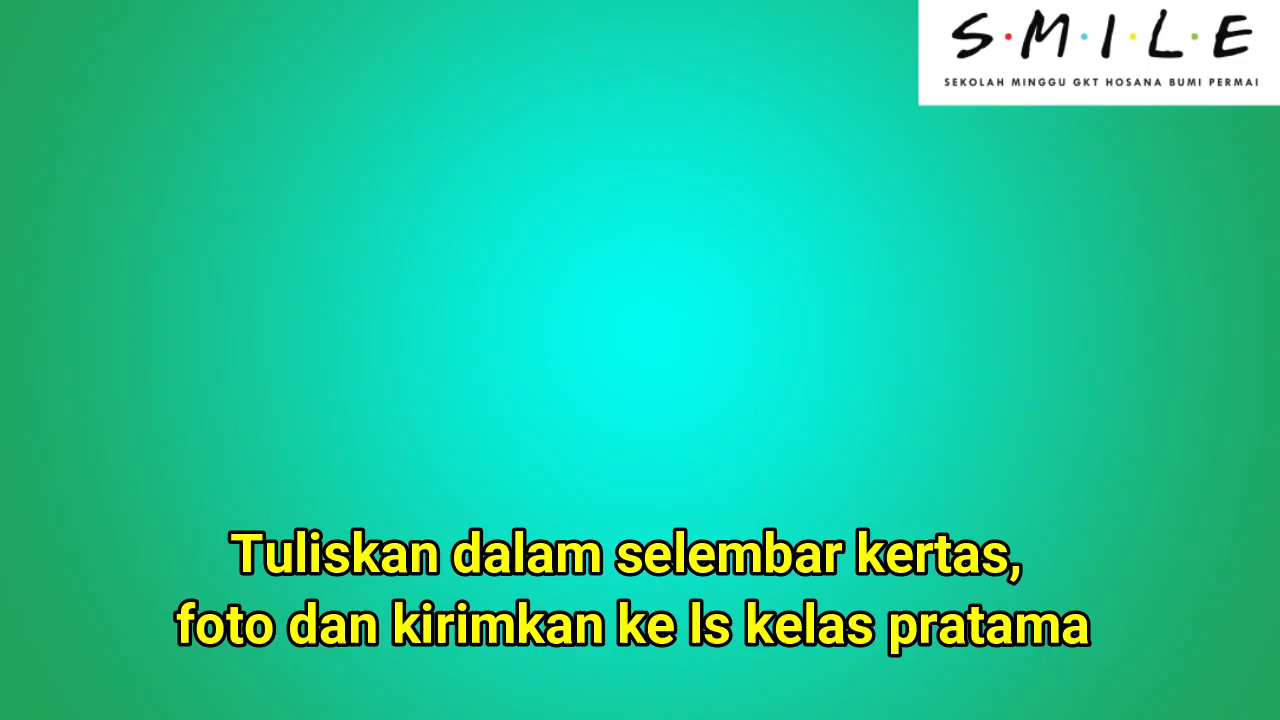 S·M·I·L·E
SEKOLAH MINGGU GKT HOSANA BUMI PERMAI
Tuliskan dalam selembar kertas,
foto dan kirimkan ke ls kelas pratama